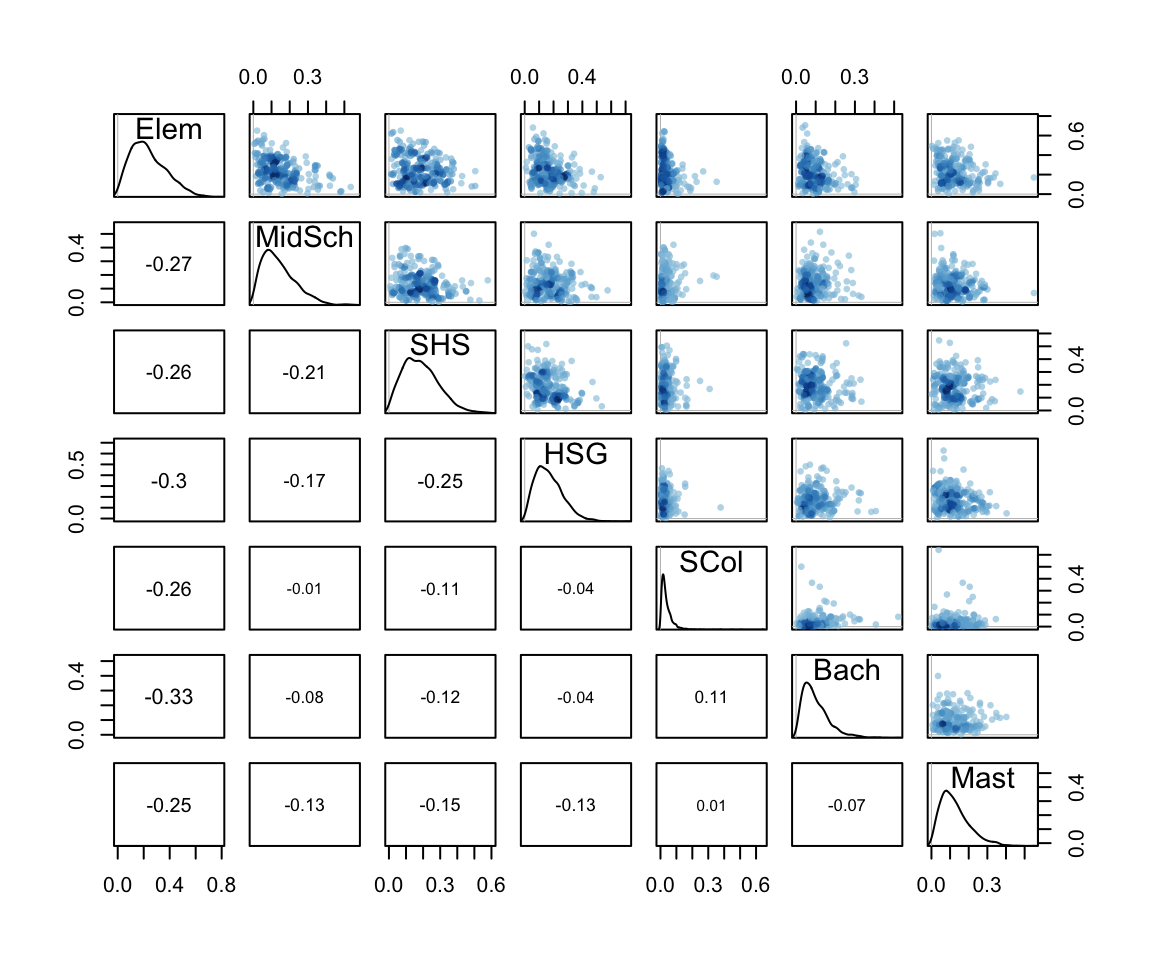 0.0 0.3 0.0 0.4 0.0 0.3
Elem 0.0 0.6
0.0 0.4 -0.27 MidSch
-0.26 -0.21 SHS 0.0 0.4
0.0 0.5 -0.3 -0.17 -0.25 HSG
-0.26 -0.01 -0.11 -0.04 SCol 0.0 0.4
0.0 0.4 -0.33 -0.08 -0.12 -0.04 0.11 Bach
-0.25 -0.13 -0.15 -0.13 0.01 -0.07 Mast 0.0 0.4
0.0 0.4 0.8 0.0 0.3 0.6 0.0 0.3 0.6 0.0 0.3